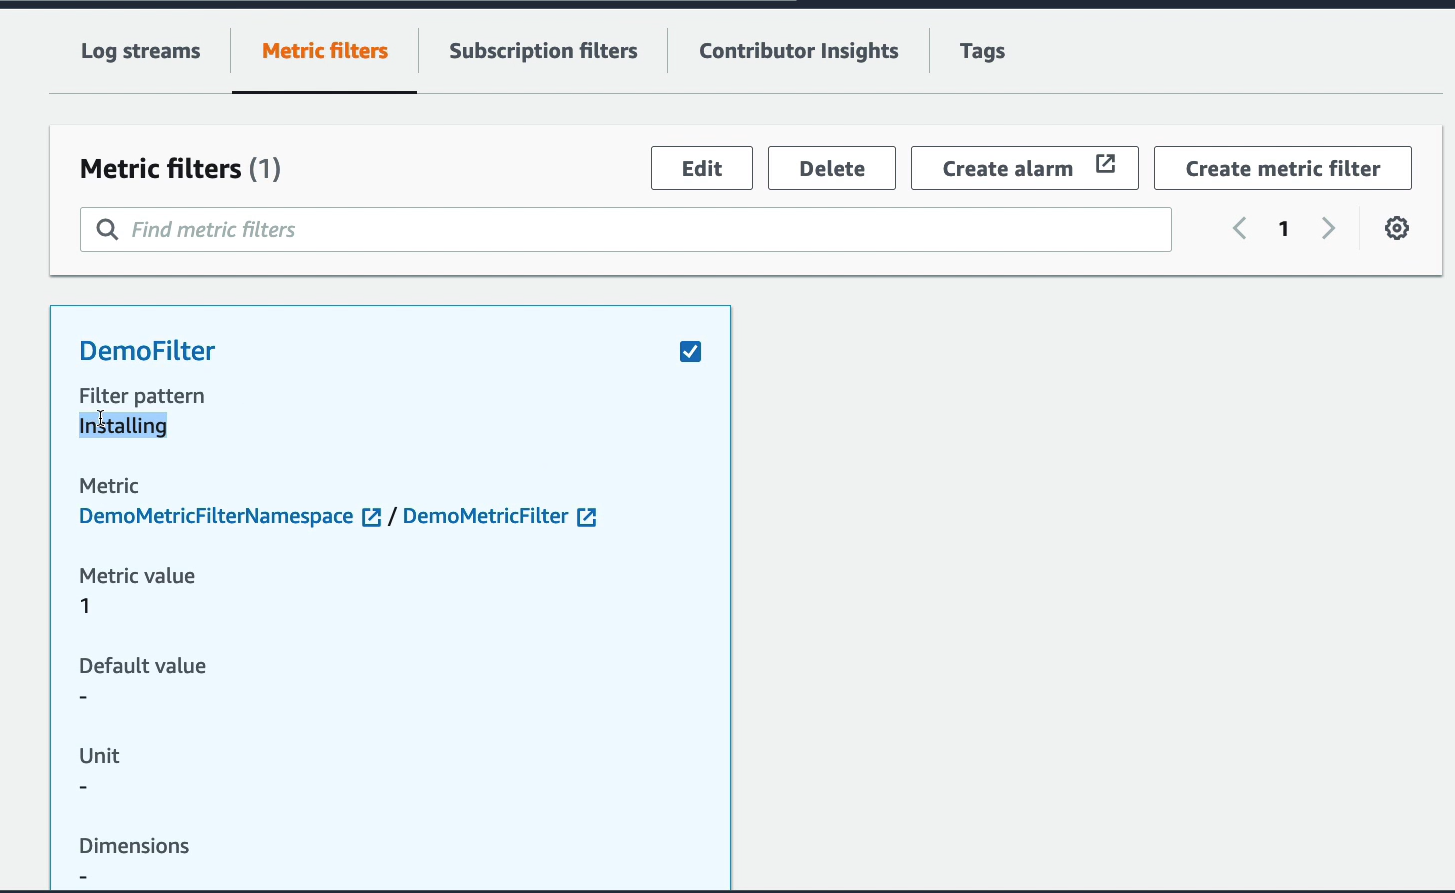 Log streams Metric filters Subscription filters Contributor Insights Tags
Metric filters (1) Edit Delete Create alarm Create metric filter
Find metric filters 1
DemoFilter
Filter pattern
Installing
Metric
DemoMetricFilterNamespace / DemoMetricFilter
Metric value
1
Default value
-
Unit
-
Dimensions
-